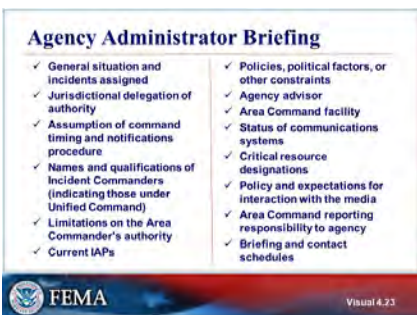 Agency Administrator Briefing
✓ General situation and
incidents assigned
✓ Jurisdictional delegation of
authority
✓ Assumption of command
timing and notifications
procedure
✓ Names and qualifications of
Incident Commanders
(indicating those under
Unified Command)
✓ Limitations on the Area
Commander's authority
✓ Current IAPs
✓ Policies, political factors, or
other constraints
✓ Agency advisor
✓ Area Command facility
✓ Status of communications
systems
✓ Critical resource
designations
✓ Policy and expectations for
interaction with the media
✓ Area Command reporting
responsibility to agency
✓ Briefing and contact
schedules
FEMA
Visual 4.23